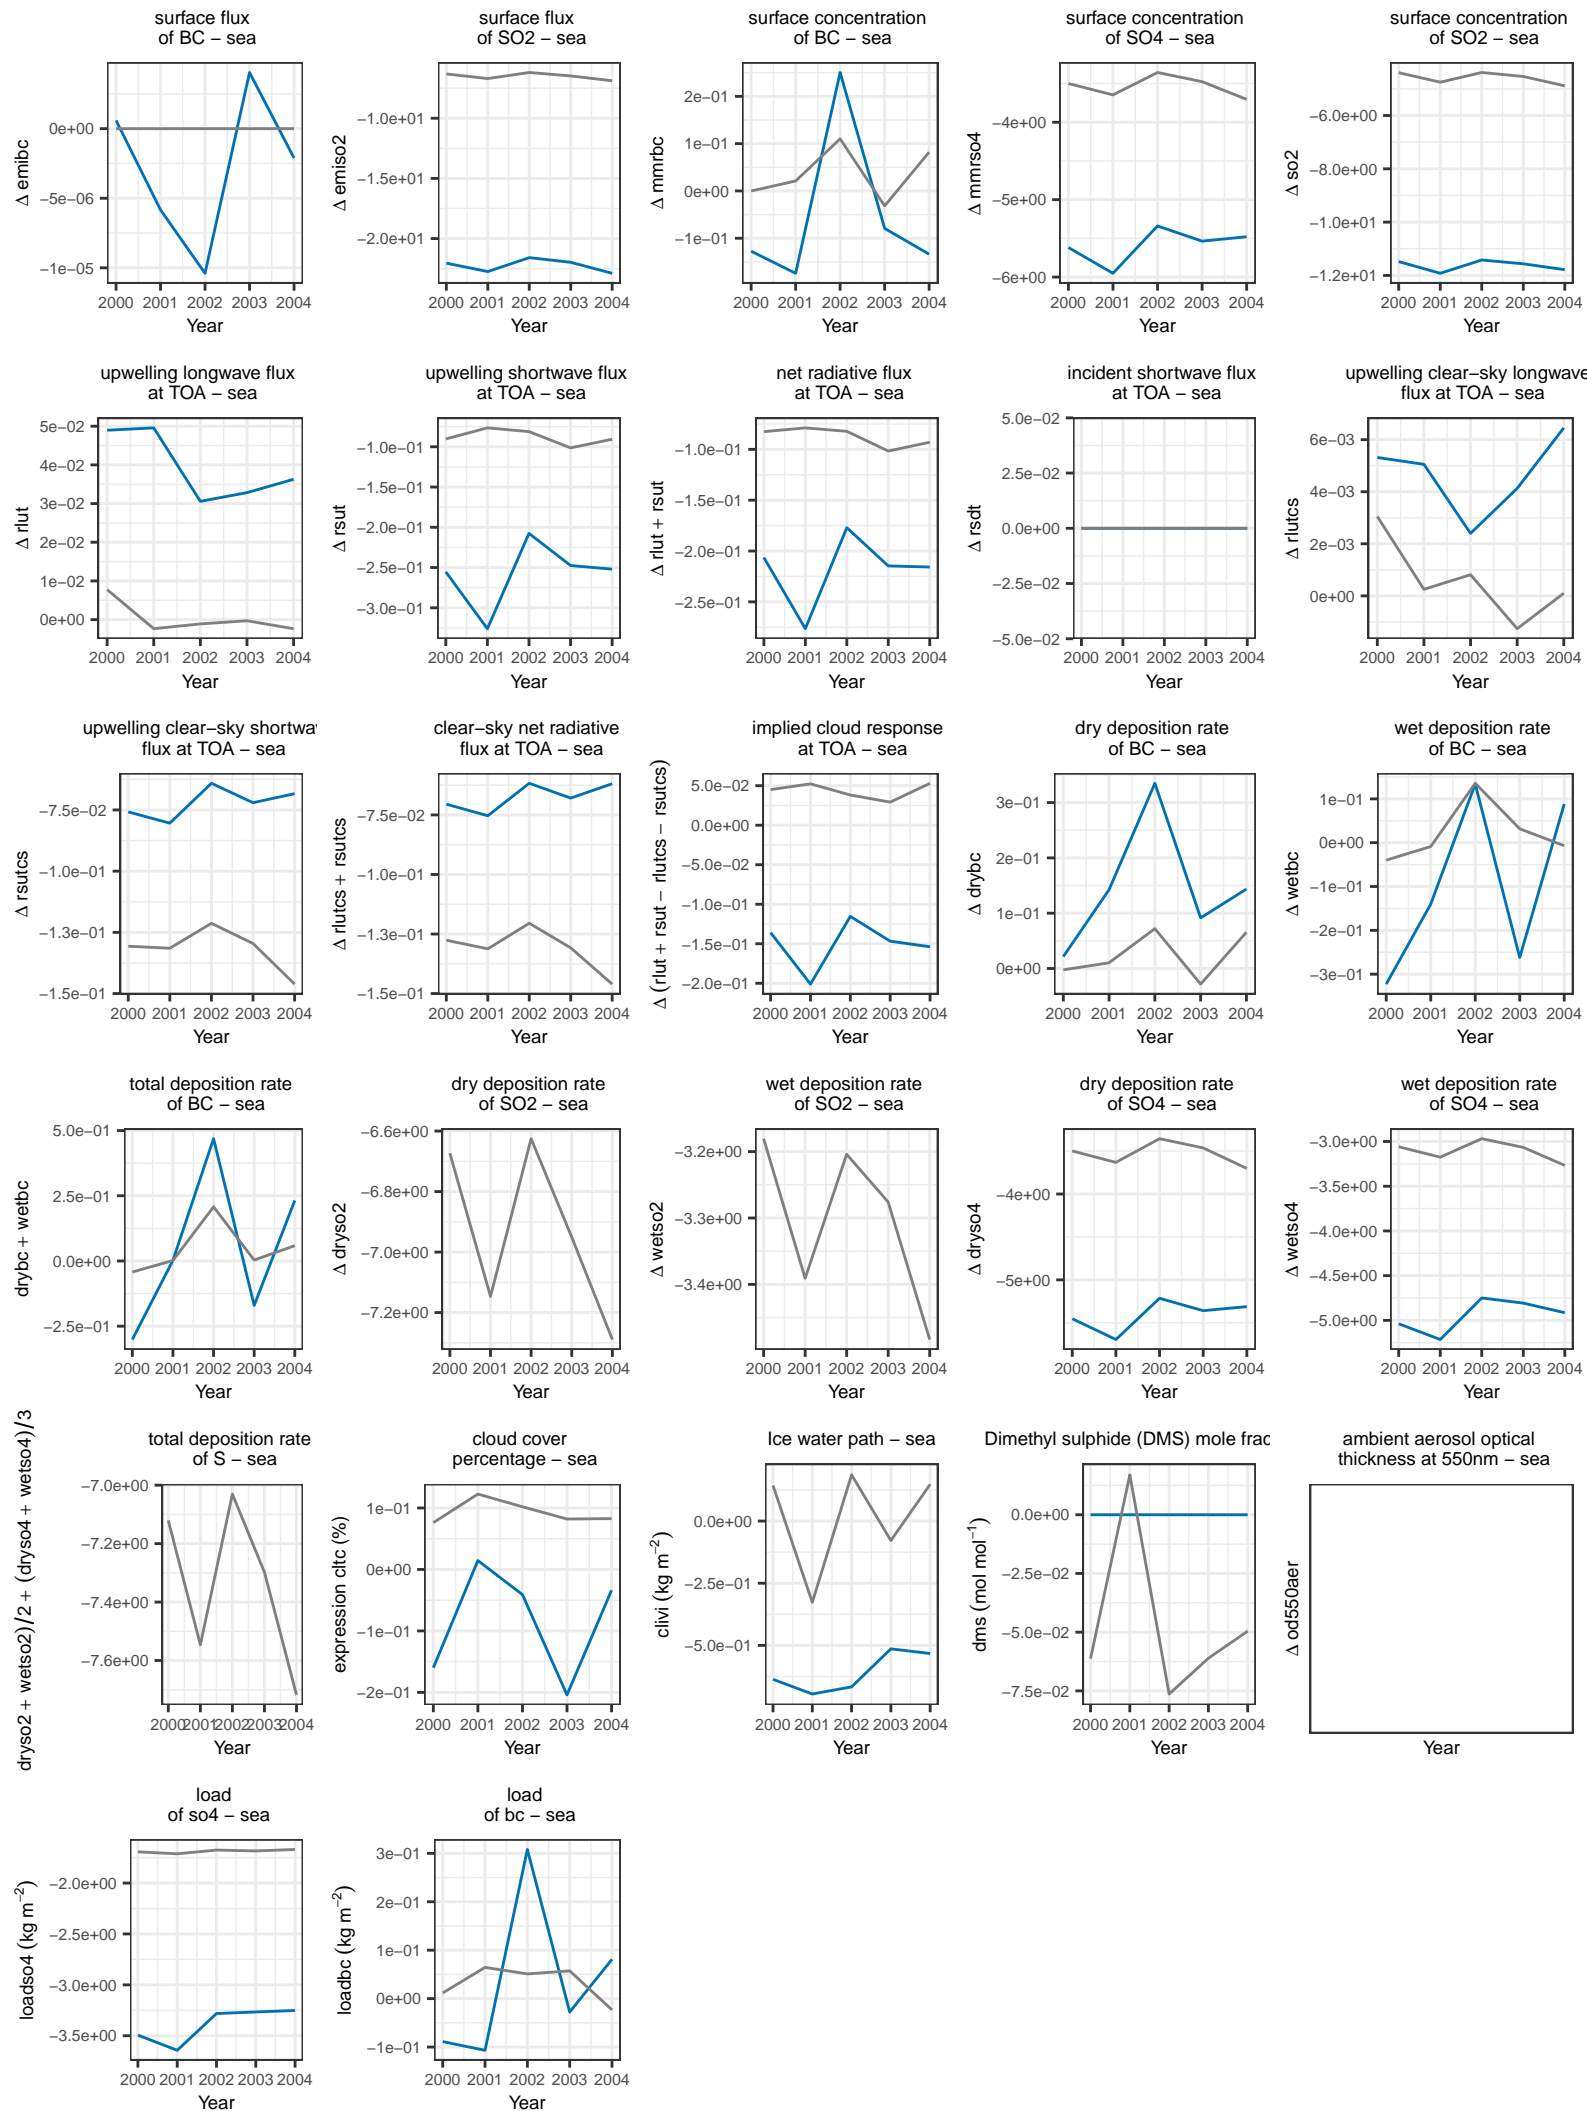 surface flux
of BC − sea
Δ emibc
0e+00
−5e−06
−1e−05
2000 2001 2002 2003 2004
Year
surface flux
of SO2 − sea
Δ emiso2
−1.0e+01
−1.5e+01
−2.0e+01
2000 2001 2002 2003 2004
Year
surface concentration
of BC − sea
Δ mmrbc
2e−01
1e−01
0e+00
−1e−01
2000 2001 2002 2003 2004
Year
surface concentration
of SO4 − sea
Δ mmrso4
−4e+00
−5e+00
−6e+00
2000 2001 2002 2003 2004
Year
surface concentration
of SO2 − sea
Δ so2
−6.0e+00
−8.0e+00
−1.0e+01
−1.2e+01
2000 2001 2002 2003 2004
Year
upwelling longwave flux
at TOA − sea
Δ rlut
5e−02
4e−02
3e−02
2e−02
1e−02
0e+00
2000 2001 2002 2003 2004
Year
upwelling shortwave flux
at TOA − sea
Δ rsut
−1.0e−01
−1.5e−01
−2.0e−01
−2.5e−01
−3.0e−01
2000 2001 2002 2003 2004
Year
net radiative flux
at TOA − sea
Δ rlut + rsut
−1.0e−01
−1.5e−01
−2.0e−01
−2.5e−01
2000 2001 2002 2003 2004
Year
incident shortwave flux
at TOA − sea
Δ rsdt
5.0e−02
2.5e−02
0.0e+00
−2.5e−02
−5.0e−02
2000 2001 2002 2003 2004
Year
upwelling clear−sky longwave
flux at TOA − sea
Δ rlutcs
6e−03
4e−03
2e−03
0e+00
2000 2001 2002 2003 2004
Year
upwelling clear−sky shortwav
flux at TOA − sea
Δ rsutcs
−7.5e−02
−1.0e−01
−1.3e−01
−1.5e−01
2000 2001 2002 2003 2004
Year
clear−sky net radiative
flux at TOA − sea
Δ rlutcs + rsutcs
−7.5e−02
−1.0e−01
−1.3e−01
−1.5e−01
2000 2001 2002 2003 2004
Year
implied cloud response
at TOA − sea
Δ (rlut + rsut − rlutcs − rsutcs)
5.0e−02
0.0e+00
−5.0e−02
−1.0e−01
−1.5e−01
−2.0e−01
2000 2001 2002 2003 2004
Year
dry deposition rate
of BC − sea
Δ drybc
3e−01
2e−01
1e−01
0e+00
2000 2001 2002 2003 2004
Year
wet deposition rate
of BC − sea
Δ wetbc
1e−01
0e+00
−1e−01
−2e−01
−3e−01
2000 2001 2002 2003 2004
Year
total deposition rate
of BC − sea
drybc + wetbc
5.0e−01
2.5e−01
0.0e+00
−2.5e−01
2000 2001 2002 2003 2004
Year
dry deposition rate
of SO2 − sea
Δ dryso2
−6.6e+00
−6.8e+00
−7.0e+00
−7.2e+00
2000 2001 2002 2003 2004
Year
wet deposition rate
of SO2 − sea
Δ wetso2
−3.2e+00
−3.3e+00
−3.4e+00
2000 2001 2002 2003 2004
Year
dry deposition rate
of SO4 − sea
Δ dryso4
−4e+00
−5e+00
2000 2001 2002 2003 2004
Year
wet deposition rate
of SO4 − sea
Δ wetso4
−3.0e+00
−3.5e+00
−4.0e+00
−4.5e+00
−5.0e+00
2000 2001 2002 2003 2004
Year
total deposition rate
of S − sea
dryso2 + wetso2)/2 + (dryso4 + wetso4)/3
−7.0e+00
−7.2e+00
−7.4e+00
−7.6e+00
2000 2001 2002 2003 2004
Year
cloud cover
percentage − sea
expression cltc (%)
1e−01
0e+00
−1e−01
−2e−01
2000 2001 2002 2003 2004
Year
Ice water path − sea
clivi (kg m⁻²)
0.0e+00
−2.5e−01
−5.0e−01
2000 2001 2002 2003 2004
Year
Dimethyl sulphide (DMS) mole frac
dms (mol mol⁻¹)
0.0e+00
−2.5e−02
−5.0e−02
−7.5e−02
2000 2001 2002 2003 2004
Year
ambient aerosol optical
thickness at 550nm − sea
Δ od550aer
Year
load
of so4 − sea
loadso4 (kg m⁻²)
−2.0e+00
−2.5e+00
−3.0e+00
−3.5e+00
2000 2001 2002 2003 2004
Year
load
of bc − sea
loadbc (kg m⁻²)
3e−01
2e−01
1e−01
0e+00
−1e−01
2000 2001 2002 2003 2004
Year